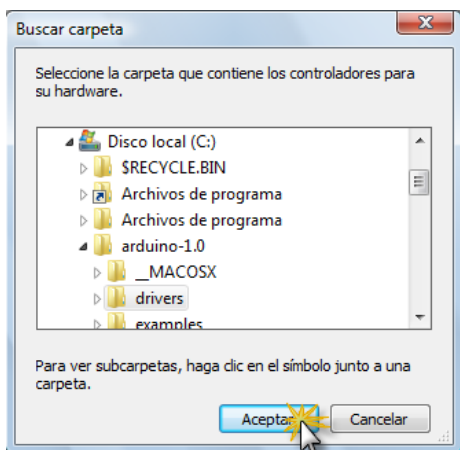 Buscar carpeta
Seleccione la carpeta que contiene los controladores para
su hardware.
Disco local (C:)
$RECYCLE.BIN
Archivos de programa
Archivos de programa
arduino-1.0
__MACOSX
drivers
examples
Para ver subcarpetas, haga clic en el símbolo junto a una
carpeta.
Aceptar Cancelar